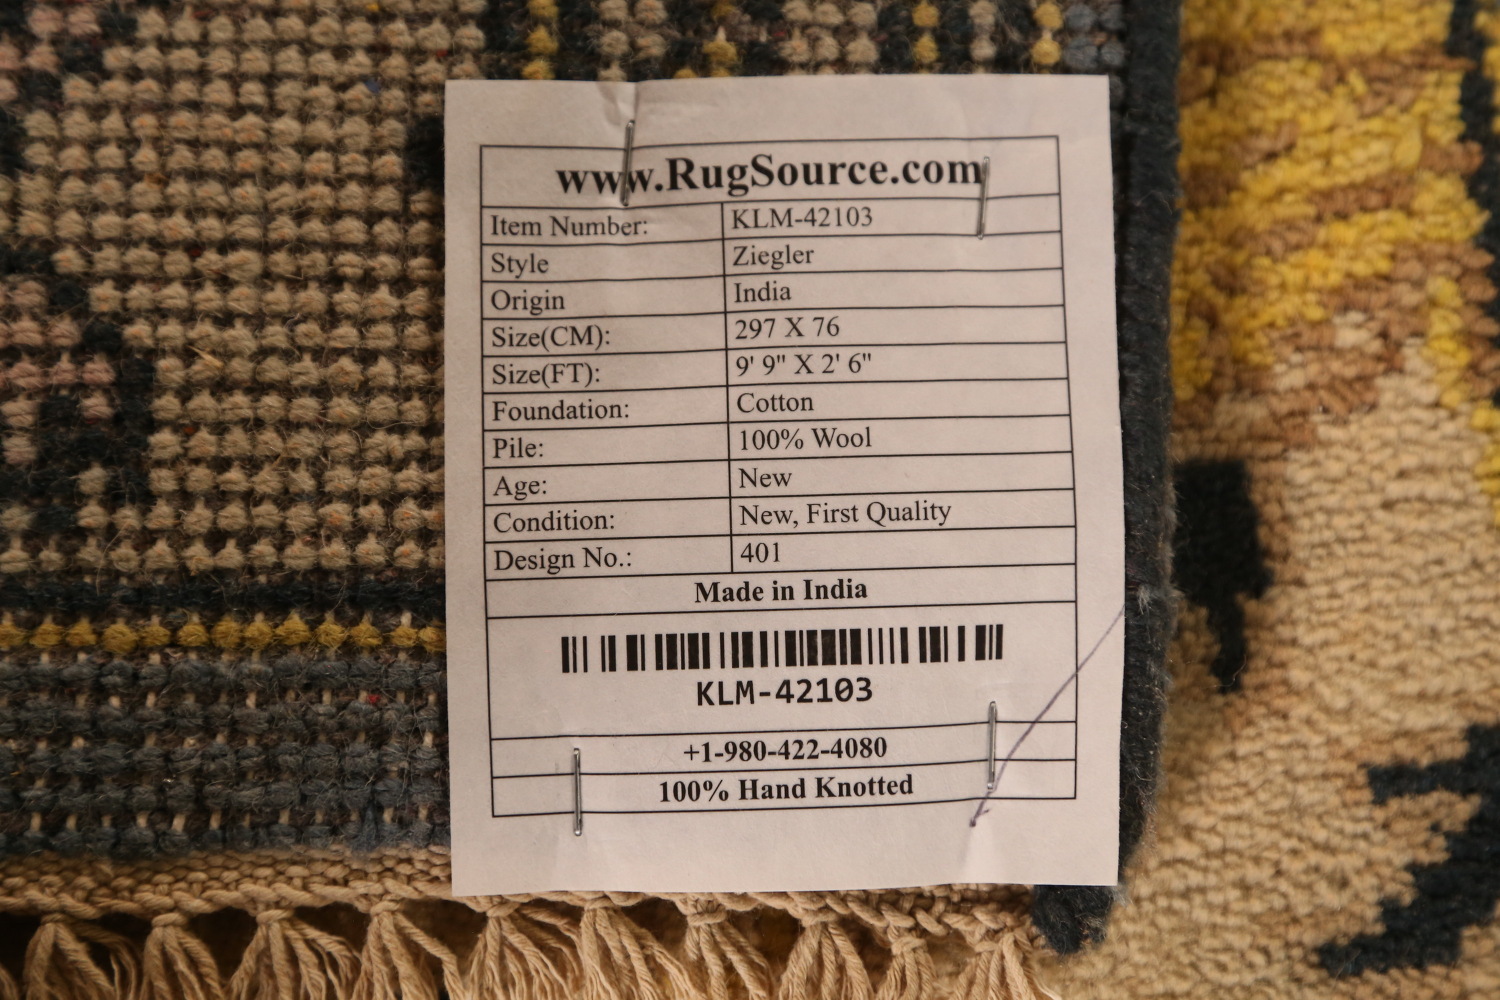 www.RugSource.com
Item Number: KLM-42103
Style Ziegler
Origin India
Size(CM): 297 X 76
Size(FT): 9' 9" X 2' 6"
Foundation: Cotton
Pile: 100% Wool
Age: New
Condition: New, First Quality
Design No.: 401
Made in India
KLM-42103
+1-980-422-4080
100% Hand Knotted